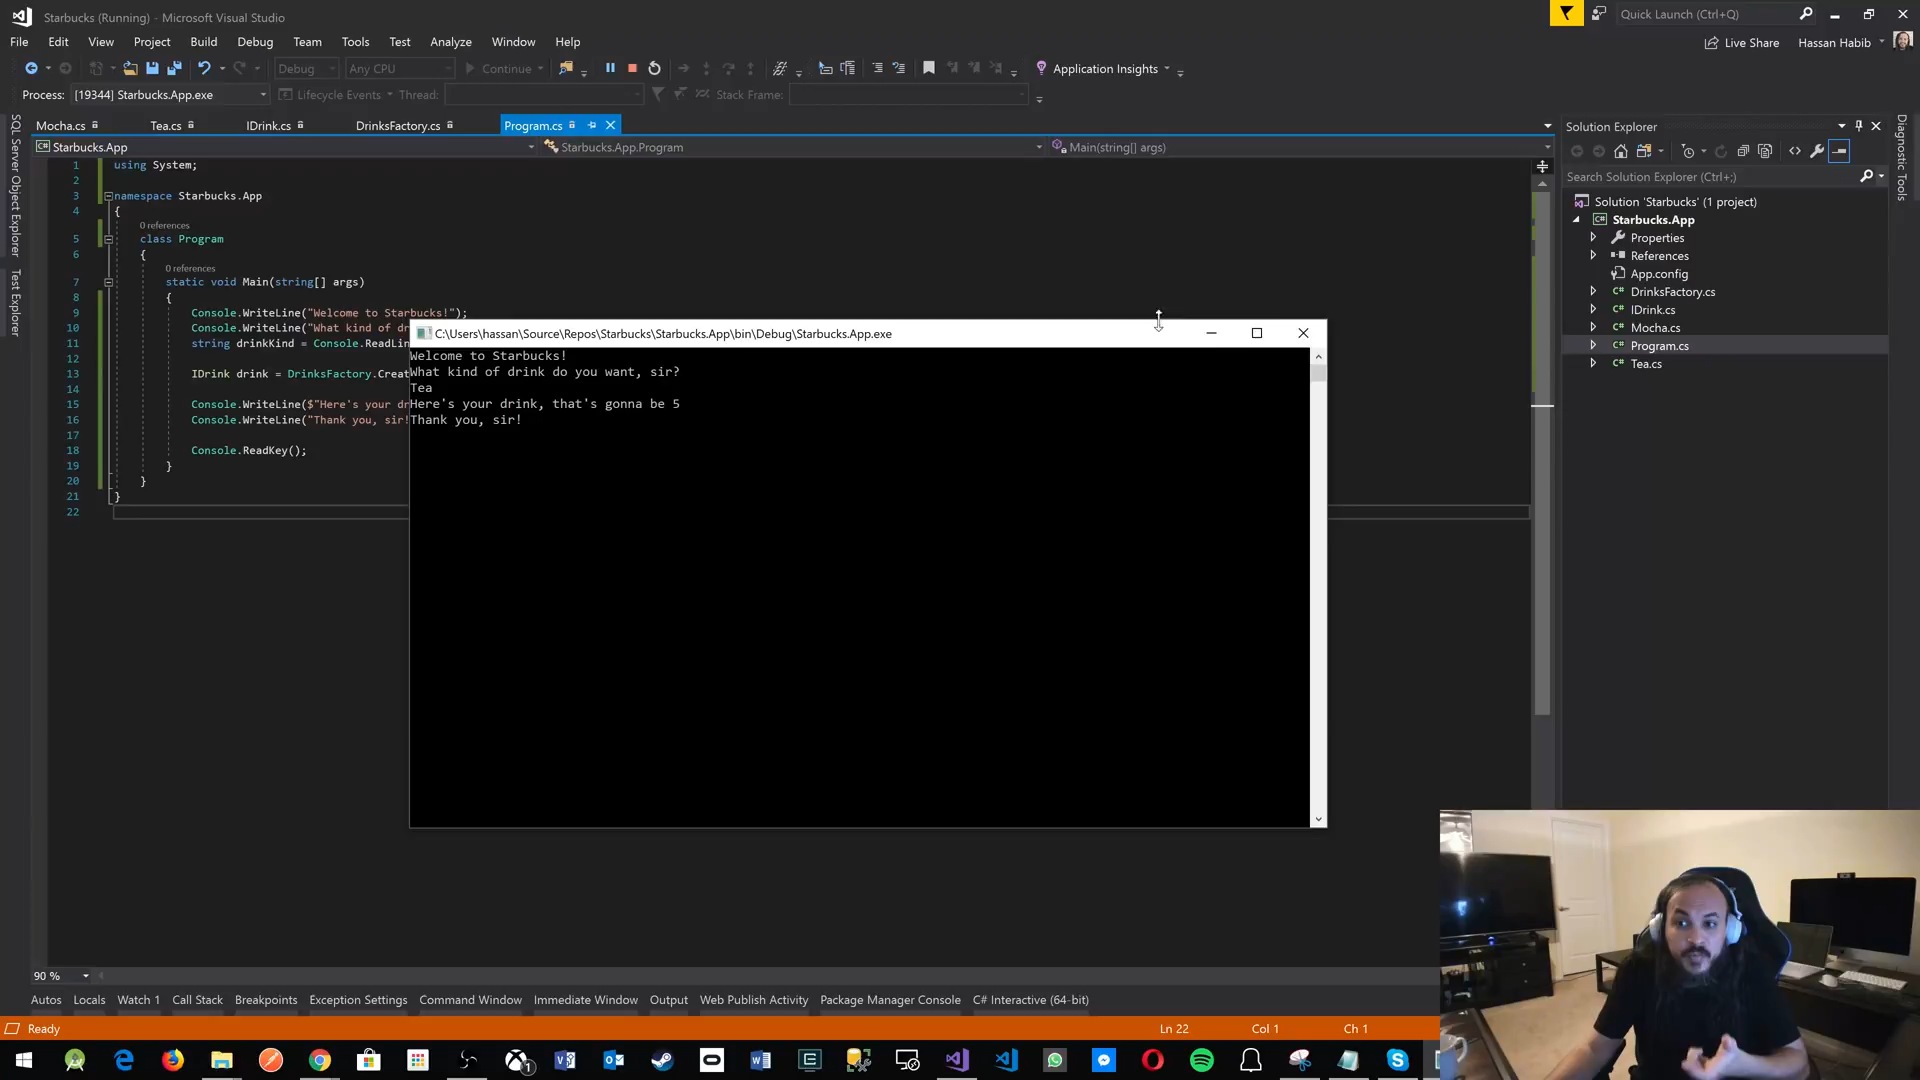 Starbucks (Running) - Microsoft Visual Studio
Quick Launch (Ctrl+Q)
File Edit View Project Build Debug Team Tools Test Analyze Window Help
Live Share Hassan Habib
Debug Any CPU Continue Application Insights
Process: [19344] Starbucks.App.exe Lifecycle Events Thread: Stack Frame:
Mocha.cs Tea.cs IDrink.cs DrinksFactory.cs Program.cs
Starbucks.App Starbucks.App.Program Main(string[] args)
SQL Server Object Explorer
Test Explorer
1 using System;
2
3 namespace Starbucks.App
4 {
0 references
5 class Program
6 {
0 references
7 static void Main(string[] args)
8 {
9 Console.WriteLine("Welcome to Starbucks!");
10 Console.WriteLine("What kind of dr
11 string drinkKind = Console.ReadLin
12
13 IDrink drink = DrinksFactory.Creat
14
15 Console.WriteLine($"Here's your dr
16 Console.WriteLine("Thank you, sir!
17
18 Console.ReadKey();
19 }
20 }
21 }
22
C:\Users\hassan\Source\Repos\Starbucks\Starbucks.App\bin\Debug\Starbucks.App.exe
Welcome to Starbucks!
What kind of drink do you want, sir?
Tea
Here's your drink, that's gonna be 5
Thank you, sir!
Solution Explorer
Search Solution Explorer (Ctrl+;)
Solution 'Starbucks' (1 project)
Starbucks.App
Properties
References
App.config
DrinksFactory.cs
IDrink.cs
Mocha.cs
Program.cs
Tea.cs
Diagnostic Tools
90 %
Autos Locals Watch 1 Call Stack Breakpoints Exception Settings Command Window Immediate Window Output Web Publish Activity Package Manager Console C# Interactive (64-bit)
Ready Ln 22 Col 1 Ch 1